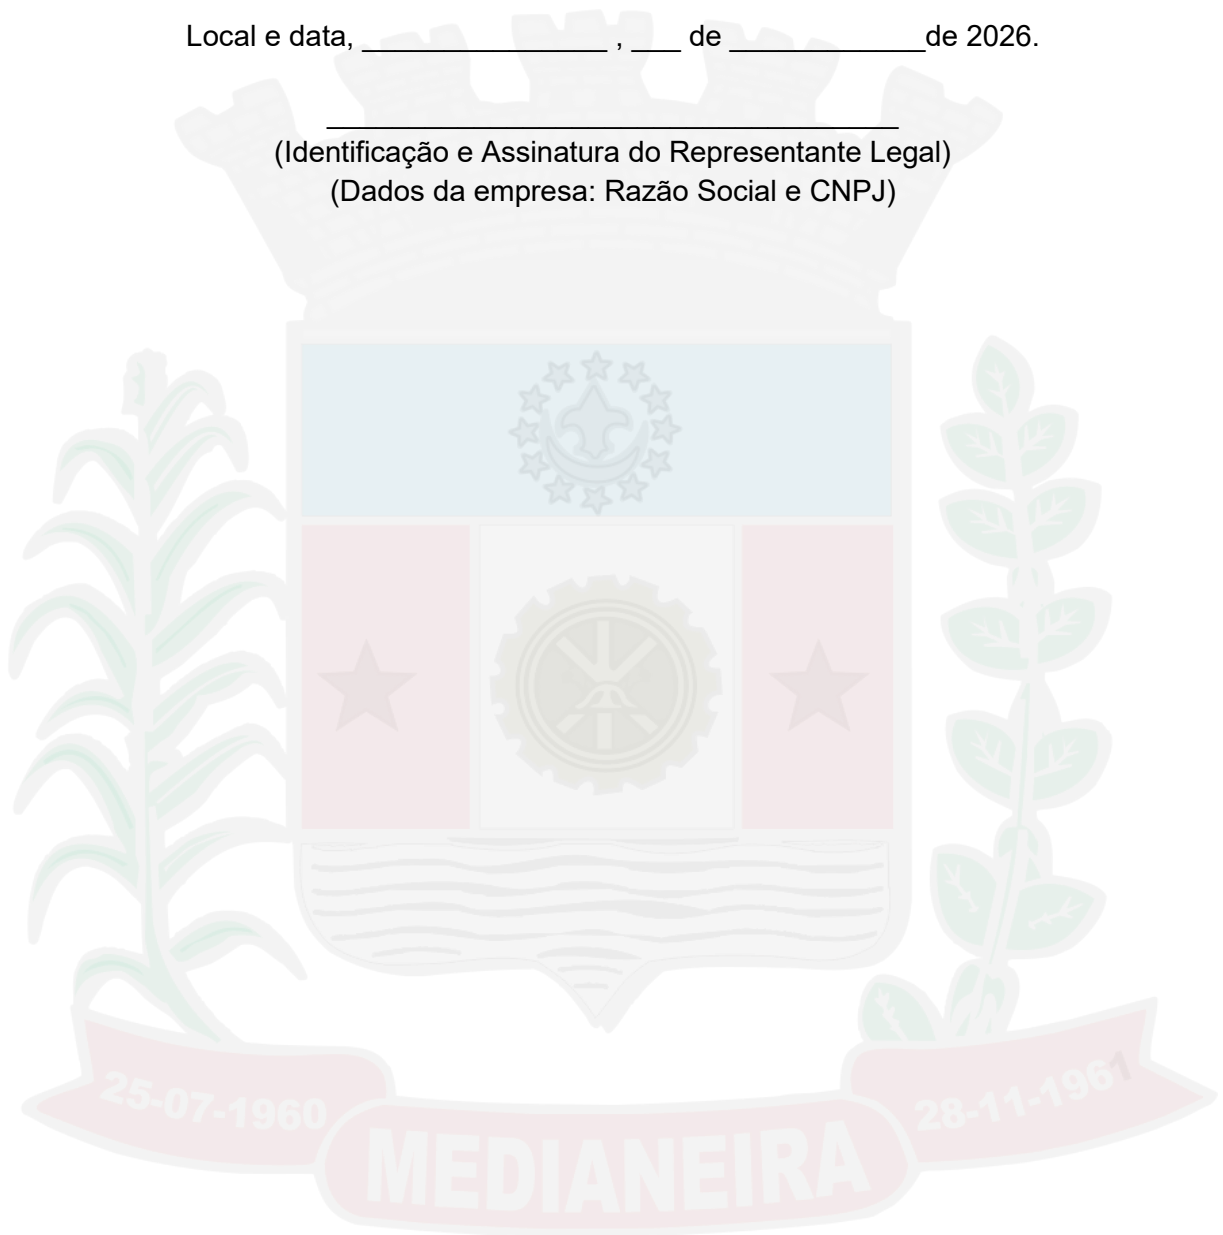 Local e data, _______________ , ___ de ____________de 2026.
___________________________________
(Identificação e Assinatura do Representante Legal)
(Dados da empresa: Razão Social e CNPJ)
25-07-1960
28-11-1961
MEDIANEIRA